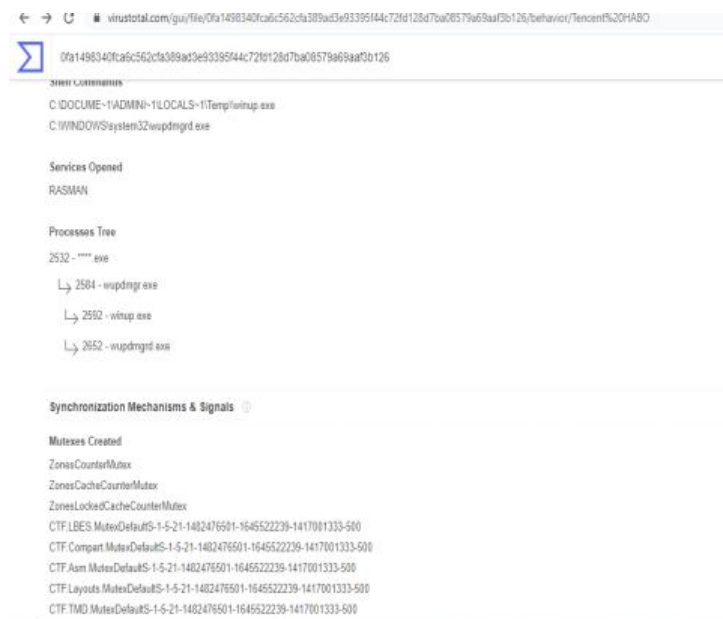 virustotal.com/gui/file/0fa1498340fca6c562cfa389ad3e93395f44c72fd128d7ba08579a69aaf3b126/behavior/Tencent%20HABO
0fa1498340fca6c562cfa389ad3e93395f44c72fd128d7ba08579a69aaf3b126
Shell Commands
C:\DOCUME~1\ADMINI~1\LOCALS~1\Temp\winup.exe
C:\WINDOWS\system32\wupdmgrd.exe
Services Opened
RASMAN
Processes Tree
2532 - ****.exe
2584 - wupdmgr.exe
2592 - winup.exe
2652 - wupdmgrd.exe
Synchronization Mechanisms & Signals
Mutexes Created
ZonesCounterMutex
ZonesCacheCounterMutex
ZonesLockedCacheCounterMutex
CTF.LBES.MutexDefaultS-1-5-21-1482476501-1645522239-1417001333-500
CTF.Compart.MutexDefaultS-1-5-21-1482476501-1645522239-1417001333-500
CTF.Asm.MutexDefaultS-1-5-21-1482476501-1645522239-1417001333-500
CTF.Layouts.MutexDefaultS-1-5-21-1482476501-1645522239-1417001333-500
CTF.TMD.MutexDefaultS-1-5-21-1482476501-1645522239-1417001333-500